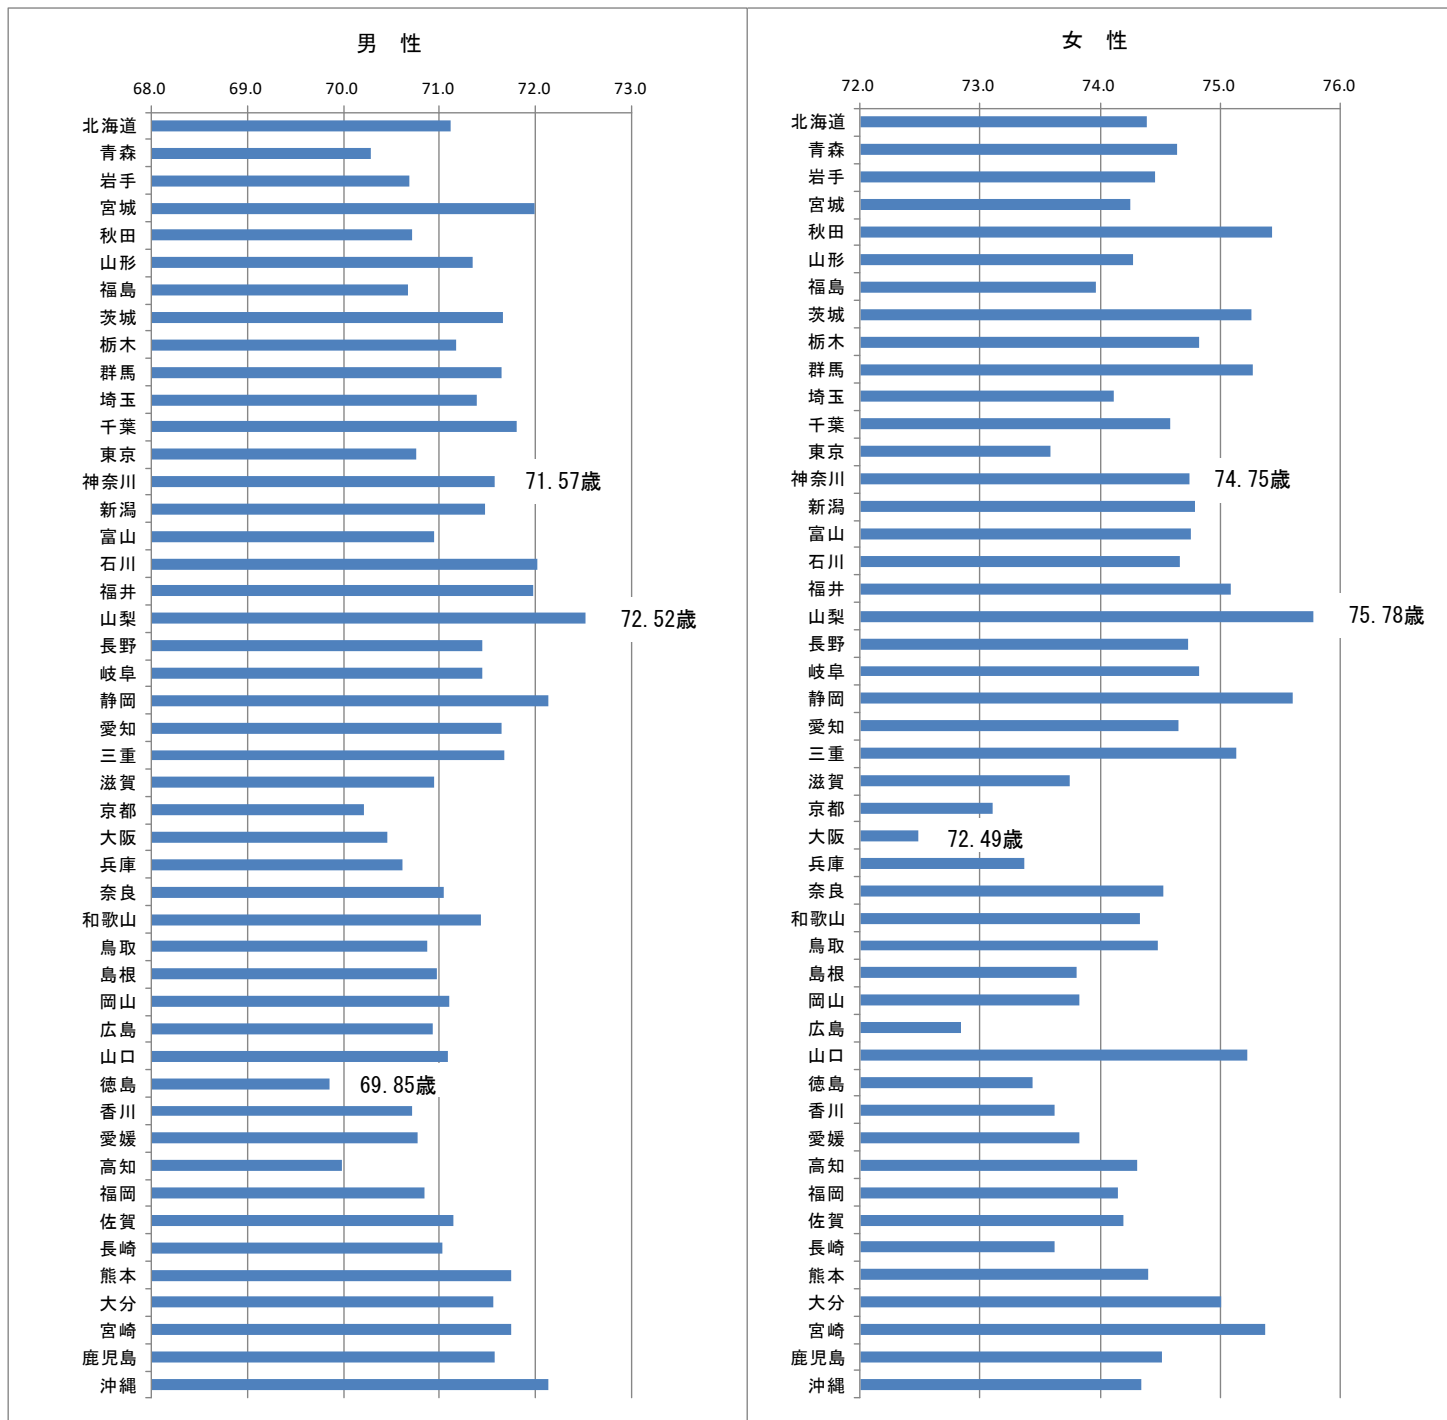 男　性
68.0 69.0 70.0 71.0 72.0 73.0
北海道
青森
岩手
宮城
秋田
山形
福島
茨城
栃木
群馬
埼玉
千葉
東京
神奈川 71.57歳
新潟
富山
石川
福井
山梨 72.52歳
長野
岐阜
静岡
愛知
三重
滋賀
京都
大阪
兵庫
奈良
和歌山
鳥取
島根
岡山
広島
山口
徳島 69.85歳
香川
愛媛
高知
福岡
佐賀
長崎
熊本
大分
宮崎
鹿児島
沖縄
女　性
72.0 73.0 74.0 75.0 76.0
北海道
青森
岩手
宮城
秋田
山形
福島
茨城
栃木
群馬
埼玉
千葉
東京
神奈川 74.75歳
新潟
富山
石川
福井
山梨 75.78歳
長野
岐阜
静岡
愛知
三重
滋賀
京都
大阪 72.49歳
兵庫
奈良
和歌山
鳥取
島根
岡山
広島
山口
徳島
香川
愛媛
高知
福岡
佐賀
長崎
熊本
大分
宮崎
鹿児島
沖縄